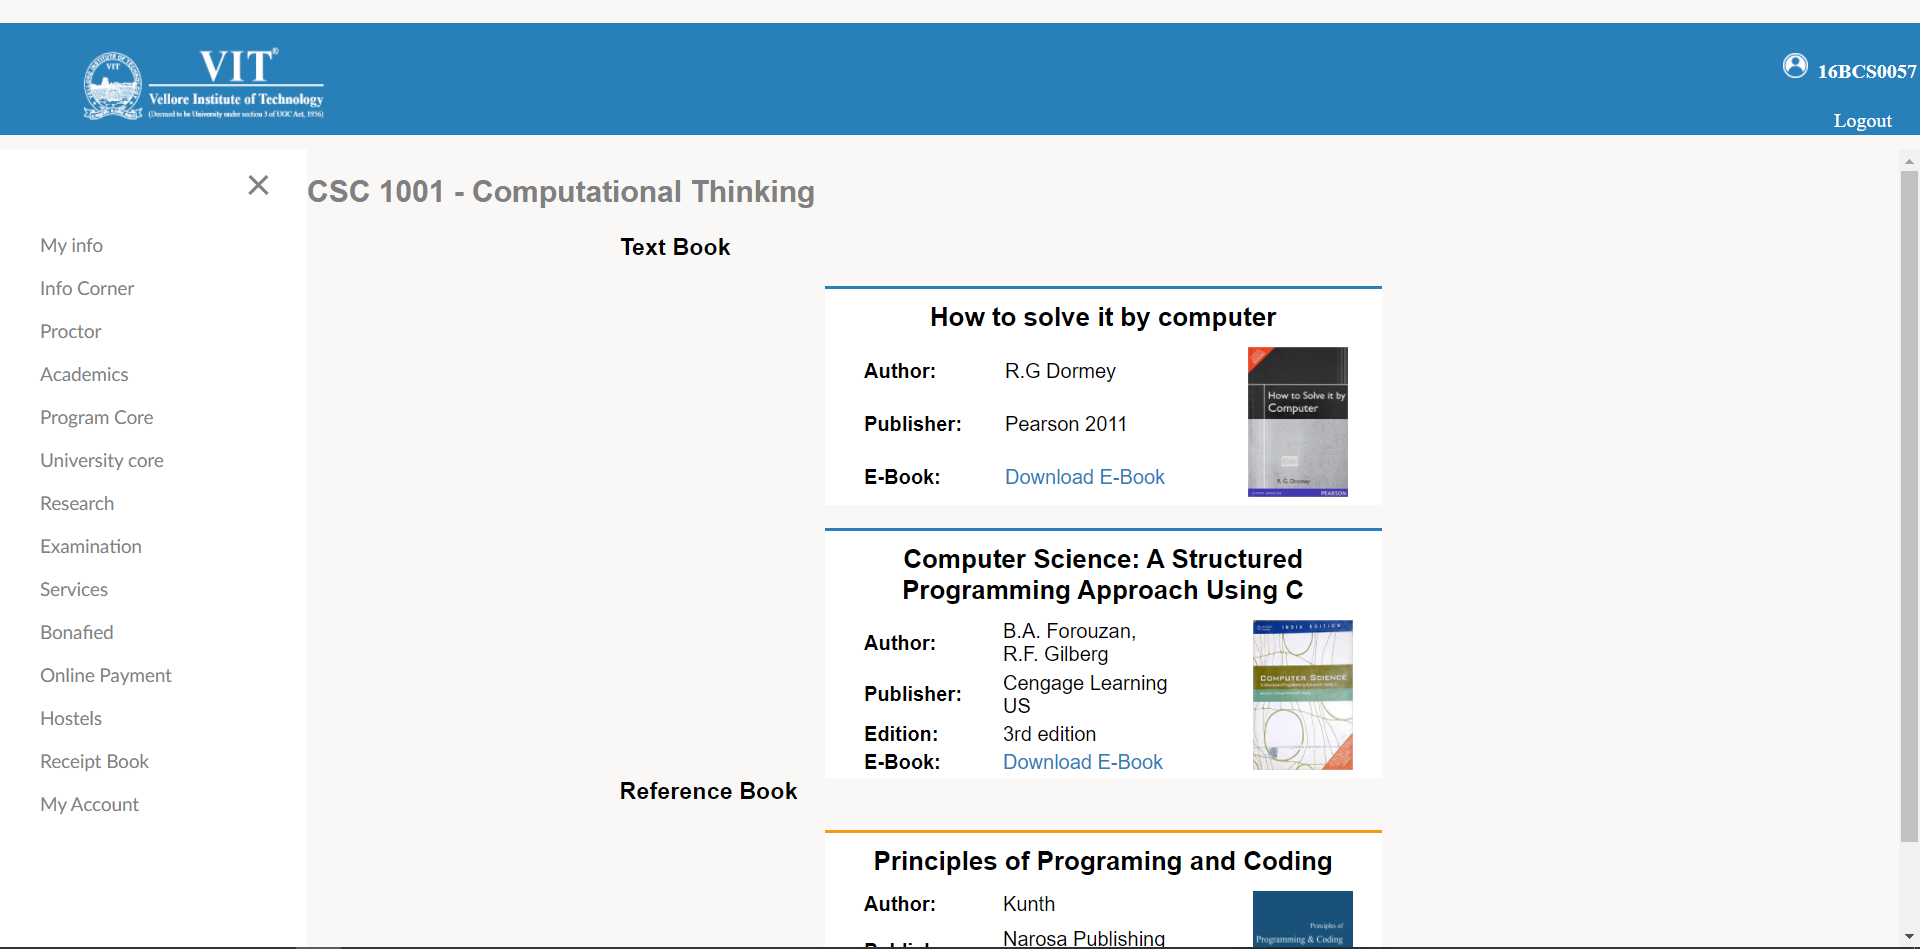 VIT®
VIT
Vellore Institute of Technology
(Deemed to be University under section 3 of UGC Act, 1956)
16BCS0057
Logout
My info
Info Corner
Proctor
Academics
Program Core
University core
Research
Examination
Services
Bonafied
Online Payment
Hostels
Receipt Book
My Account
CSC 1001 - Computational Thinking
Text Book
How to solve it by computer
Author: R.G Dormey
Publisher: Pearson 2011
E-Book: Download E-Book
How to Solve it by
Computer
R. G. Dromey
PEARSON
Computer Science: A Structured
Programming Approach Using C
Author: B.A. Forouzan,
R.F. Gilberg
Publisher: Cengage Learning
US
Edition: 3rd edition
E-Book: Download E-Book
INDIA EDITION
COMPUTER SCIENCE
Reference Book
Principles of Programing and Coding
Author: Kunth
Narosa Publishing
Principles of
Programming & Coding